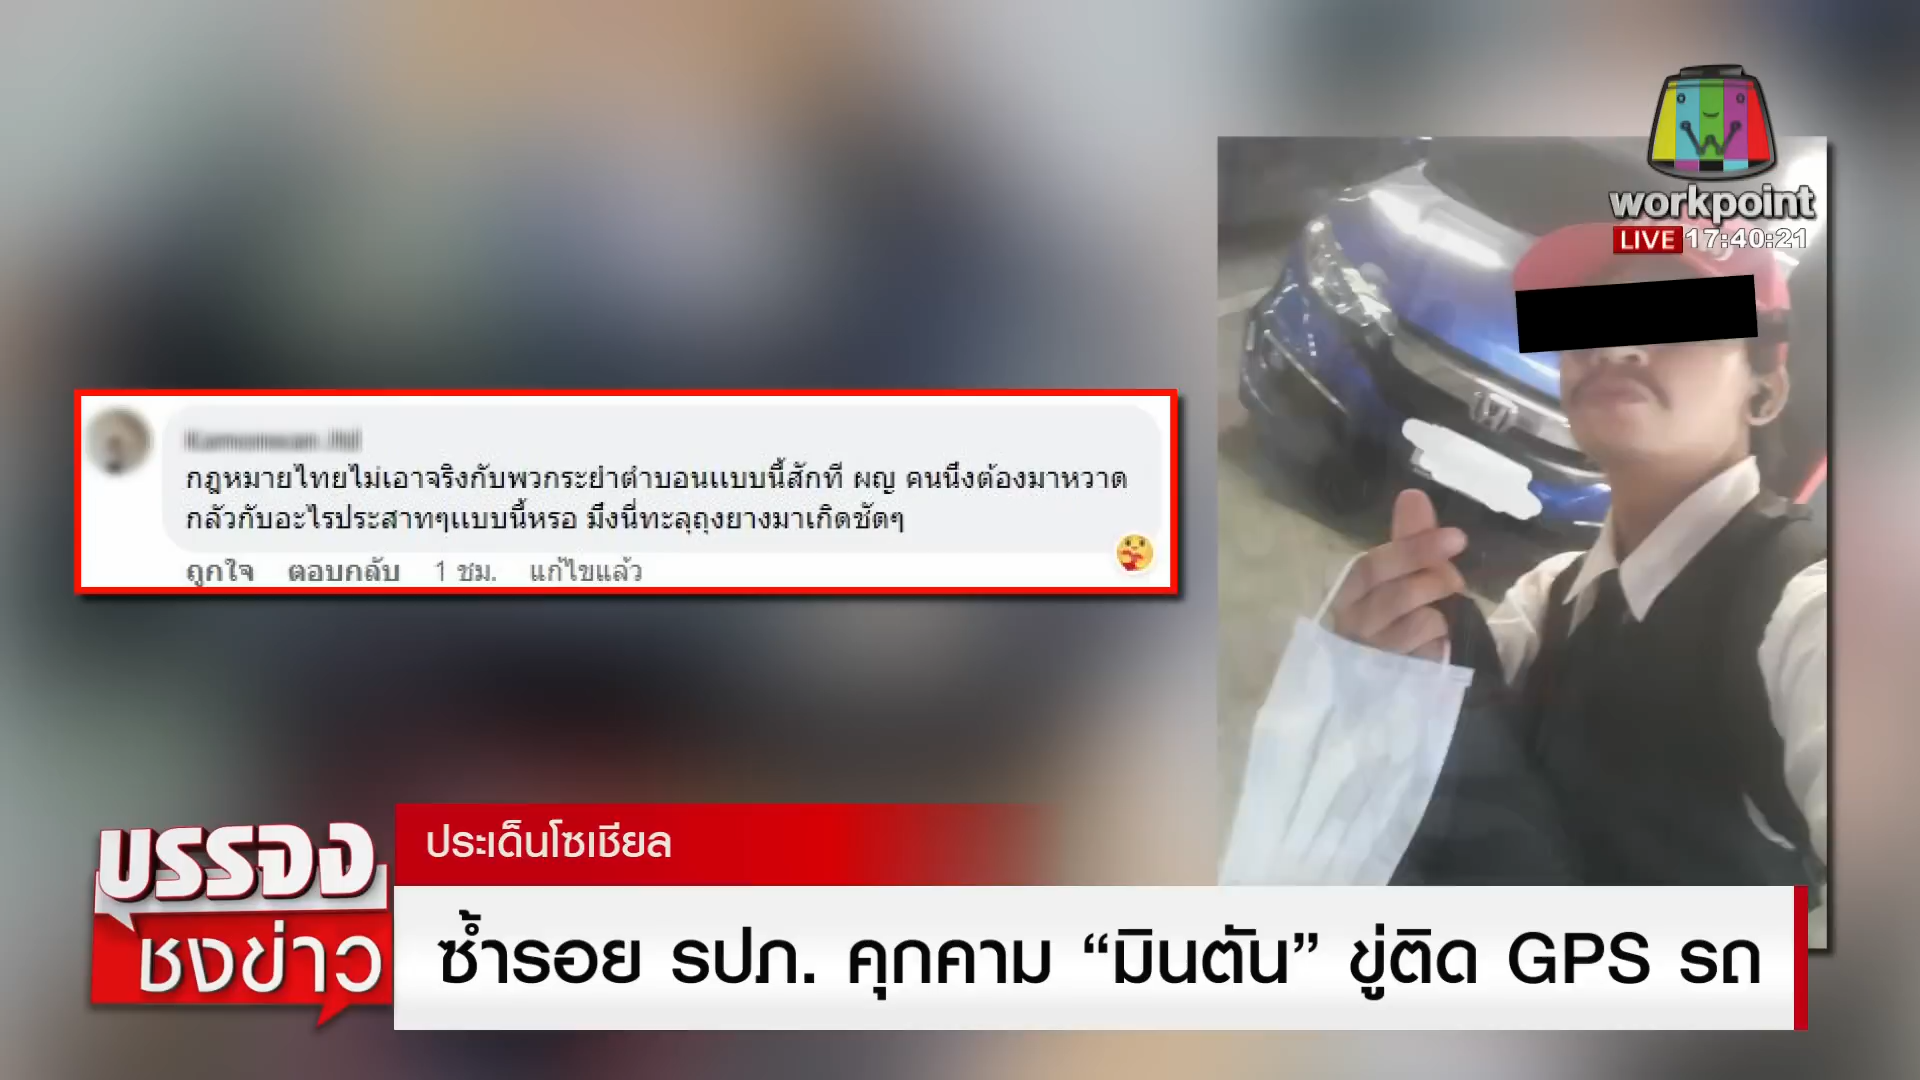 workpoint
LIVE 17:40:21
กฎหมายไทยไม่เอาจริงกับพวกระยำตำบอนแบบนี้สักที ผญ คนนึงต้องมาหวาด
กลัวกับอะไรประสาทๆแบบนี้หรอ มึงนี่ทะลุถุงยางมาเกิดชัดๆ
ถูกใจ ตอบกลับ 1 ชม. แก้ไขแล้ว
บรรจง
ชงข่าว
ประเด็นโซเชียล
ซ้ำรอย รปภ. คุกคาม “มินตัน” ขู่ติด GPS รถ